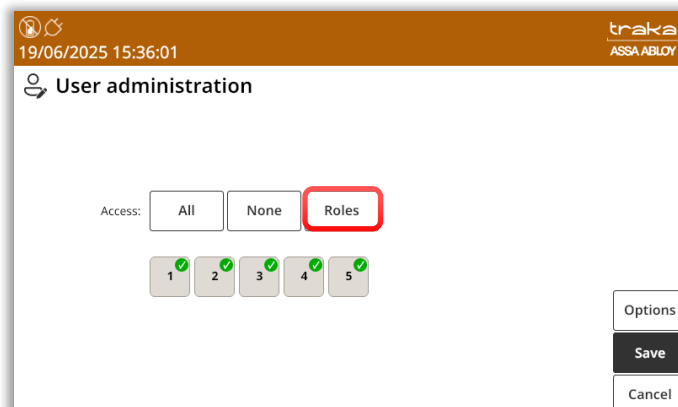 19/06/2025 15:36:01
traka
ASSA ABLOY
User administration
Access: All None Roles
1 2 3 4 5
Options
Save
Cancel